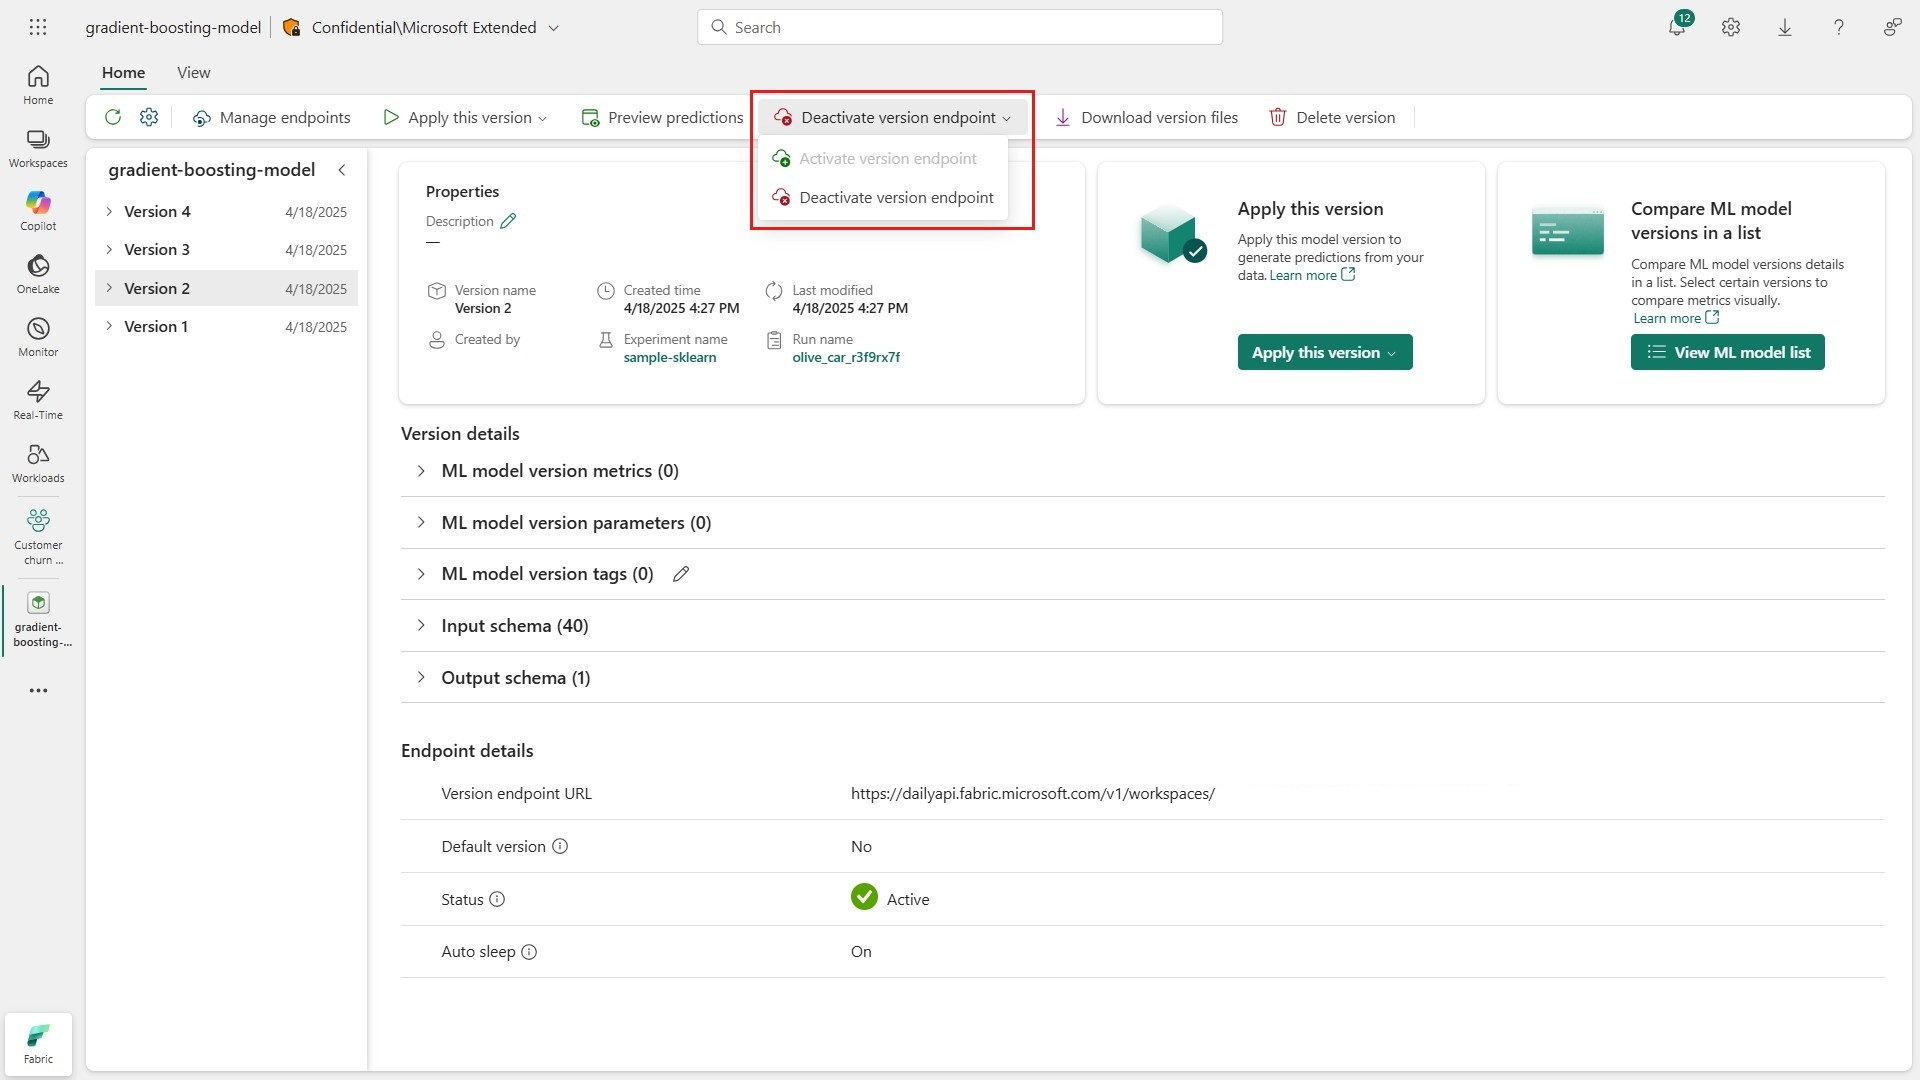 gradient-boosting-model
Confidential\Microsoft Extended
Search
12
Home
View
Manage endpoints
Apply this version
Preview predictions
Deactivate version endpoint
Download version files
Delete version
Activate version endpoint
Deactivate version endpoint
Home
Workspaces
Copilot
OneLake
Monitor
Real-Time
Workloads
Customer
churn ...
gradient-
boosting-...
Fabric
gradient-boosting-model
Version 4 4/18/2025
Version 3 4/18/2025
Version 2 4/18/2025
Version 1 4/18/2025
Properties
Description
—
Version name
Version 2
Created time
4/18/2025 4:27 PM
Last modified
4/18/2025 4:27 PM
Created by
Experiment name
sample-sklearn
Run name
olive_car_r3f9rx7f
Apply this version
Apply this model version to
generate predictions from your
data. Learn more
Apply this version
Compare ML model
versions in a list
Compare ML model versions details
in a list. Select certain versions to
compare metrics visually.
Learn more
View ML model list
Version details
ML model version metrics (0)
ML model version parameters (0)
ML model version tags (0)
Input schema (40)
Output schema (1)
Endpoint details
Version endpoint URL https://dailyapi.fabric.microsoft.com/v1/workspaces/
Default version No
Status Active
Auto sleep On